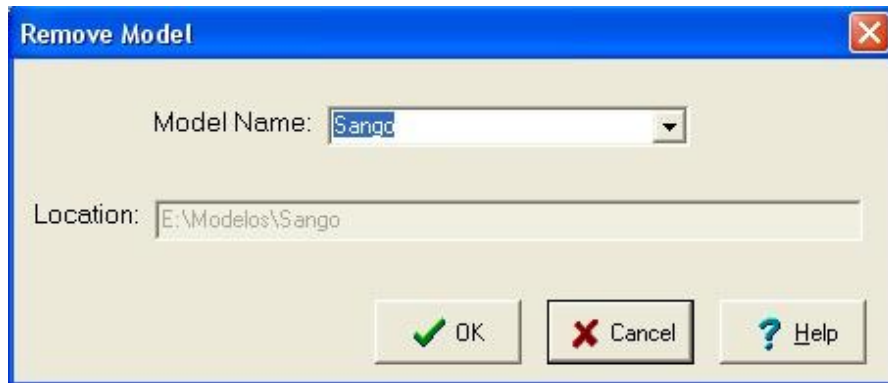 Remove Model
Model Name: Sango
Location: E:\Modelos\Sango
OK Cancel Help